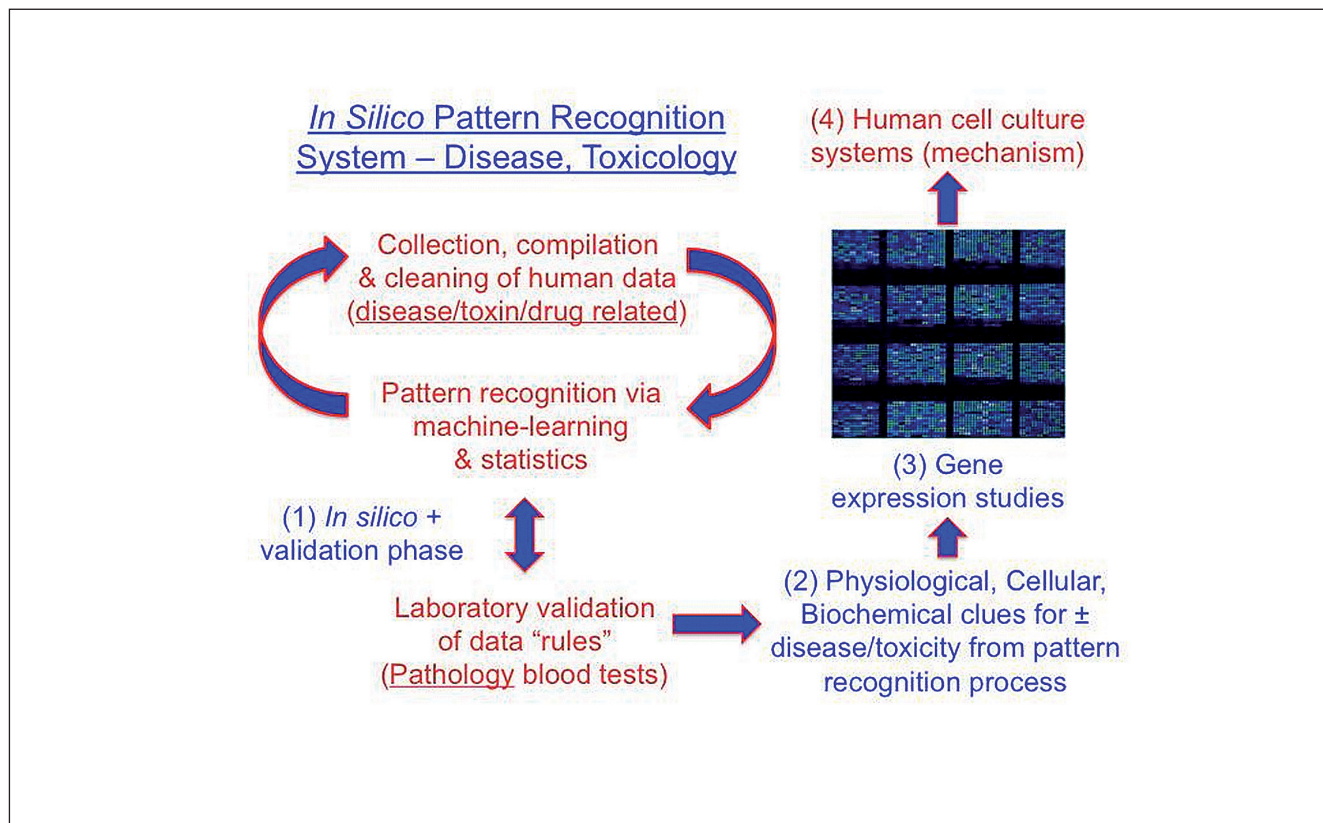 In Silico Pattern Recognition
System – Disease, Toxicology
Collection, compilation
& cleaning of human data
(disease/toxin/drug related)
Pattern recognition via
machine-learning
& statistics
(1) In silico +
validation phase
Laboratory validation
of data “rules”
(Pathology blood tests)
(2) Physiological, Cellular,
Biochemical clues for ±
disease/toxicity from pattern
recognition process
(3) Gene
expression studies
(4) Human cell culture
systems (mechanism)